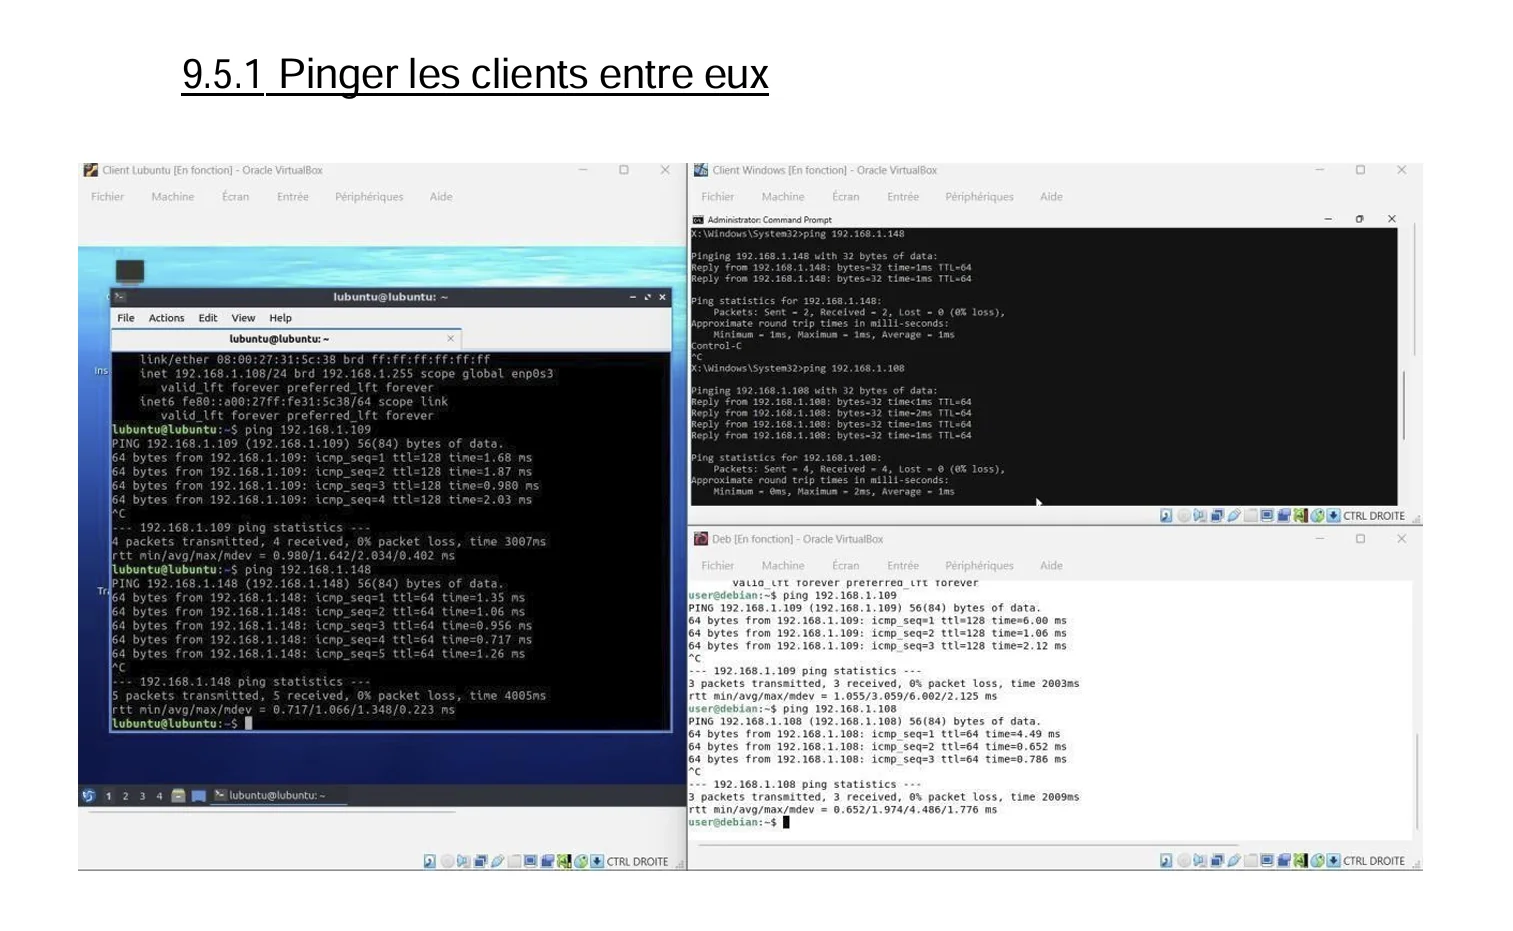 9.5.1 Pinger les clients entre eux
Client Lubuntu [En fonction] - Oracle VirtualBox
Fichier Machine Écran Entrée Périphériques Aide
lubuntu@lubuntu: ~
File Actions Edit View Help
lubuntu@lubuntu: ~
Ins
link/ether 08:00:27:31:5c:38 brd ff:ff:ff:ff:ff:ff
inet 192.168.1.108/24 brd 192.168.1.255 scope global enp0s3
valid_lft forever preferred_lft forever
inet6 fe80::a00:27ff:fe31:5c38/64 scope link
valid_lft forever preferred_lft forever
lubuntu@lubuntu:~$ ping 192.168.1.109
PING 192.168.1.109 (192.168.1.109) 56(84) bytes of data.
64 bytes from 192.168.1.109: icmp_seq=1 ttl=128 time=1.68 ms
64 bytes from 192.168.1.109: icmp_seq=2 ttl=128 time=1.87 ms
64 bytes from 192.168.1.109: icmp_seq=3 ttl=128 time=0.980 ms
64 bytes from 192.168.1.109: icmp_seq=4 ttl=128 time=2.03 ms
^C
--- 192.168.1.109 ping statistics ---
4 packets transmitted, 4 received, 0% packet loss, time 3007ms
rtt min/avg/max/mdev = 0.980/1.642/2.034/0.402 ms
lubuntu@lubuntu:~$ ping 192.168.1.148
PING 192.168.1.148 (192.168.1.148) 56(84) bytes of data.
64 bytes from 192.168.1.148: icmp_seq=1 ttl=64 time=1.35 ms
64 bytes from 192.168.1.148: icmp_seq=2 ttl=64 time=1.06 ms
64 bytes from 192.168.1.148: icmp_seq=3 ttl=64 time=0.956 ms
64 bytes from 192.168.1.148: icmp_seq=4 ttl=64 time=0.717 ms
64 bytes from 192.168.1.148: icmp_seq=5 ttl=64 time=1.26 ms
^C
--- 192.168.1.148 ping statistics ---
5 packets transmitted, 5 received, 0% packet loss, time 4005ms
rtt min/avg/max/mdev = 0.717/1.066/1.348/0.223 ms
lubuntu@lubuntu:~$
1 2 3 4 lubuntu@lubuntu: ~
CTRL DROITE
Client Windows [En fonction] - Oracle VirtualBox
Fichier Machine Écran Entrée Périphériques Aide
Administrator: Command Prompt
X:\Windows\System32>ping 192.168.1.148
Pinging 192.168.1.148 with 32 bytes of data:
Reply from 192.168.1.148: bytes=32 time=1ms TTL=64
Reply from 192.168.1.148: bytes=32 time=1ms TTL=64
Ping statistics for 192.168.1.148:
Packets: Sent = 2, Received = 2, Lost = 0 (0% loss),
Approximate round trip times in milli-seconds:
Minimum = 1ms, Maximum = 1ms, Average = 1ms
Control-C
^C
X:\Windows\System32>ping 192.168.1.108
Pinging 192.168.1.108 with 32 bytes of data:
Reply from 192.168.1.108: bytes=32 time<1ms TTL=64
Reply from 192.168.1.108: bytes=32 time=2ms TTL=64
Reply from 192.168.1.108: bytes=32 time=1ms TTL=64
Reply from 192.168.1.108: bytes=32 time=1ms TTL=64
Ping statistics for 192.168.1.108:
Packets: Sent = 4, Received = 4, Lost = 0 (0% loss),
Approximate round trip times in milli-seconds:
Minimum = 0ms, Maximum = 2ms, Average = 1ms
CTRL DROITE
Deb [En fonction] - Oracle VirtualBox
Fichier Machine Écran Entrée Périphériques Aide
valid_lft forever preferred_lft forever
user@debian:~$ ping 192.168.1.109
PING 192.168.1.109 (192.168.1.109) 56(84) bytes of data.
64 bytes from 192.168.1.109: icmp_seq=1 ttl=128 time=6.00 ms
64 bytes from 192.168.1.109: icmp_seq=2 ttl=128 time=1.06 ms
64 bytes from 192.168.1.109: icmp_seq=3 ttl=128 time=2.12 ms
^C
--- 192.168.1.109 ping statistics ---
3 packets transmitted, 3 received, 0% packet loss, time 2003ms
rtt min/avg/max/mdev = 1.055/3.059/6.002/2.125 ms
user@debian:~$ ping 192.168.1.108
PING 192.168.1.108 (192.168.1.108) 56(84) bytes of data.
64 bytes from 192.168.1.108: icmp_seq=1 ttl=64 time=4.49 ms
64 bytes from 192.168.1.108: icmp_seq=2 ttl=64 time=0.652 ms
64 bytes from 192.168.1.108: icmp_seq=3 ttl=64 time=0.786 ms
^C
--- 192.168.1.108 ping statistics ---
3 packets transmitted, 3 received, 0% packet loss, time 2009ms
rtt min/avg/max/mdev = 0.652/1.974/4.486/1.776 ms
user@debian:~$
CTRL DROITE